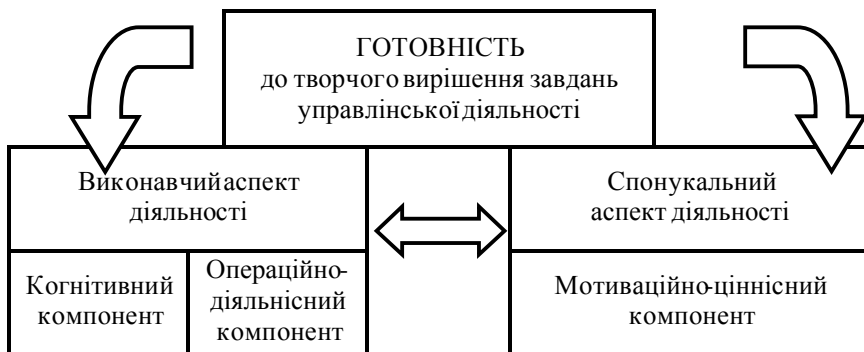 ГОТОВНІСТЬ
до творчого вирішення завдань
управлінської діяльності
Виконавчий аспект
діяльності
Спонукальний
аспект діяльності
Когнітивний
компонент
Операційно-
діяльнісний
компонент
Мотиваційно-ціннісний
компонент